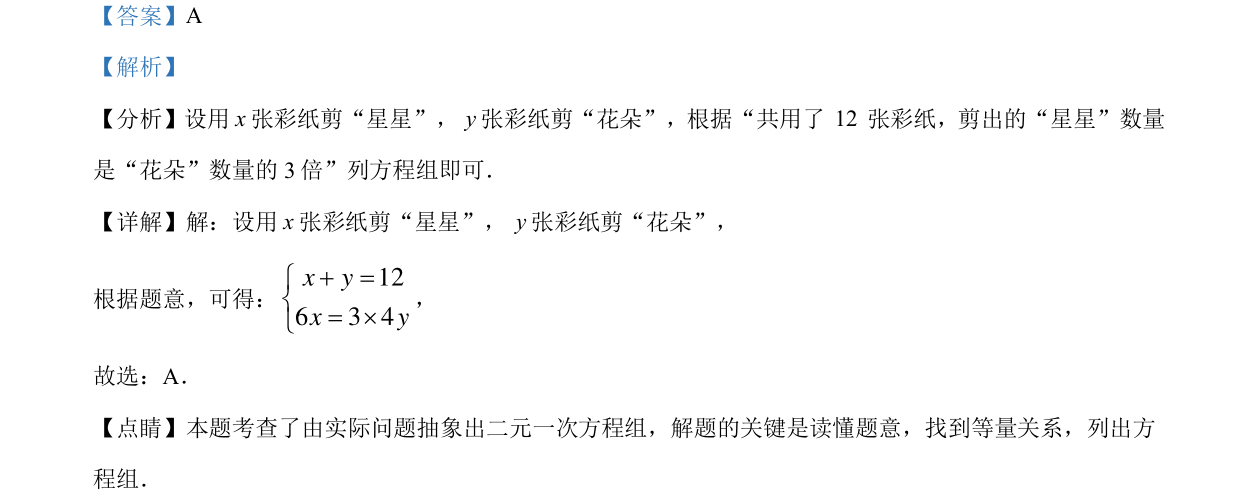 【答案】A
【解析】
【分析】设用 x 张彩纸剪“星星”， y 张彩纸剪“花朵”，根据“共用了 12 张彩纸，剪出的“星星”数量
是“花朵”数量的 3 倍”列方程组即可．
【详解】解：设用 x 张彩纸剪“星星”， y 张彩纸剪“花朵”，
x + y = 12
根据题意，可得：{ ，
6x = 3×4y
故选：A．
【点睛】本题考查了由实际问题抽象出二元一次方程组，解题的关键是读懂题意，找到等量关系，列出方
程组．